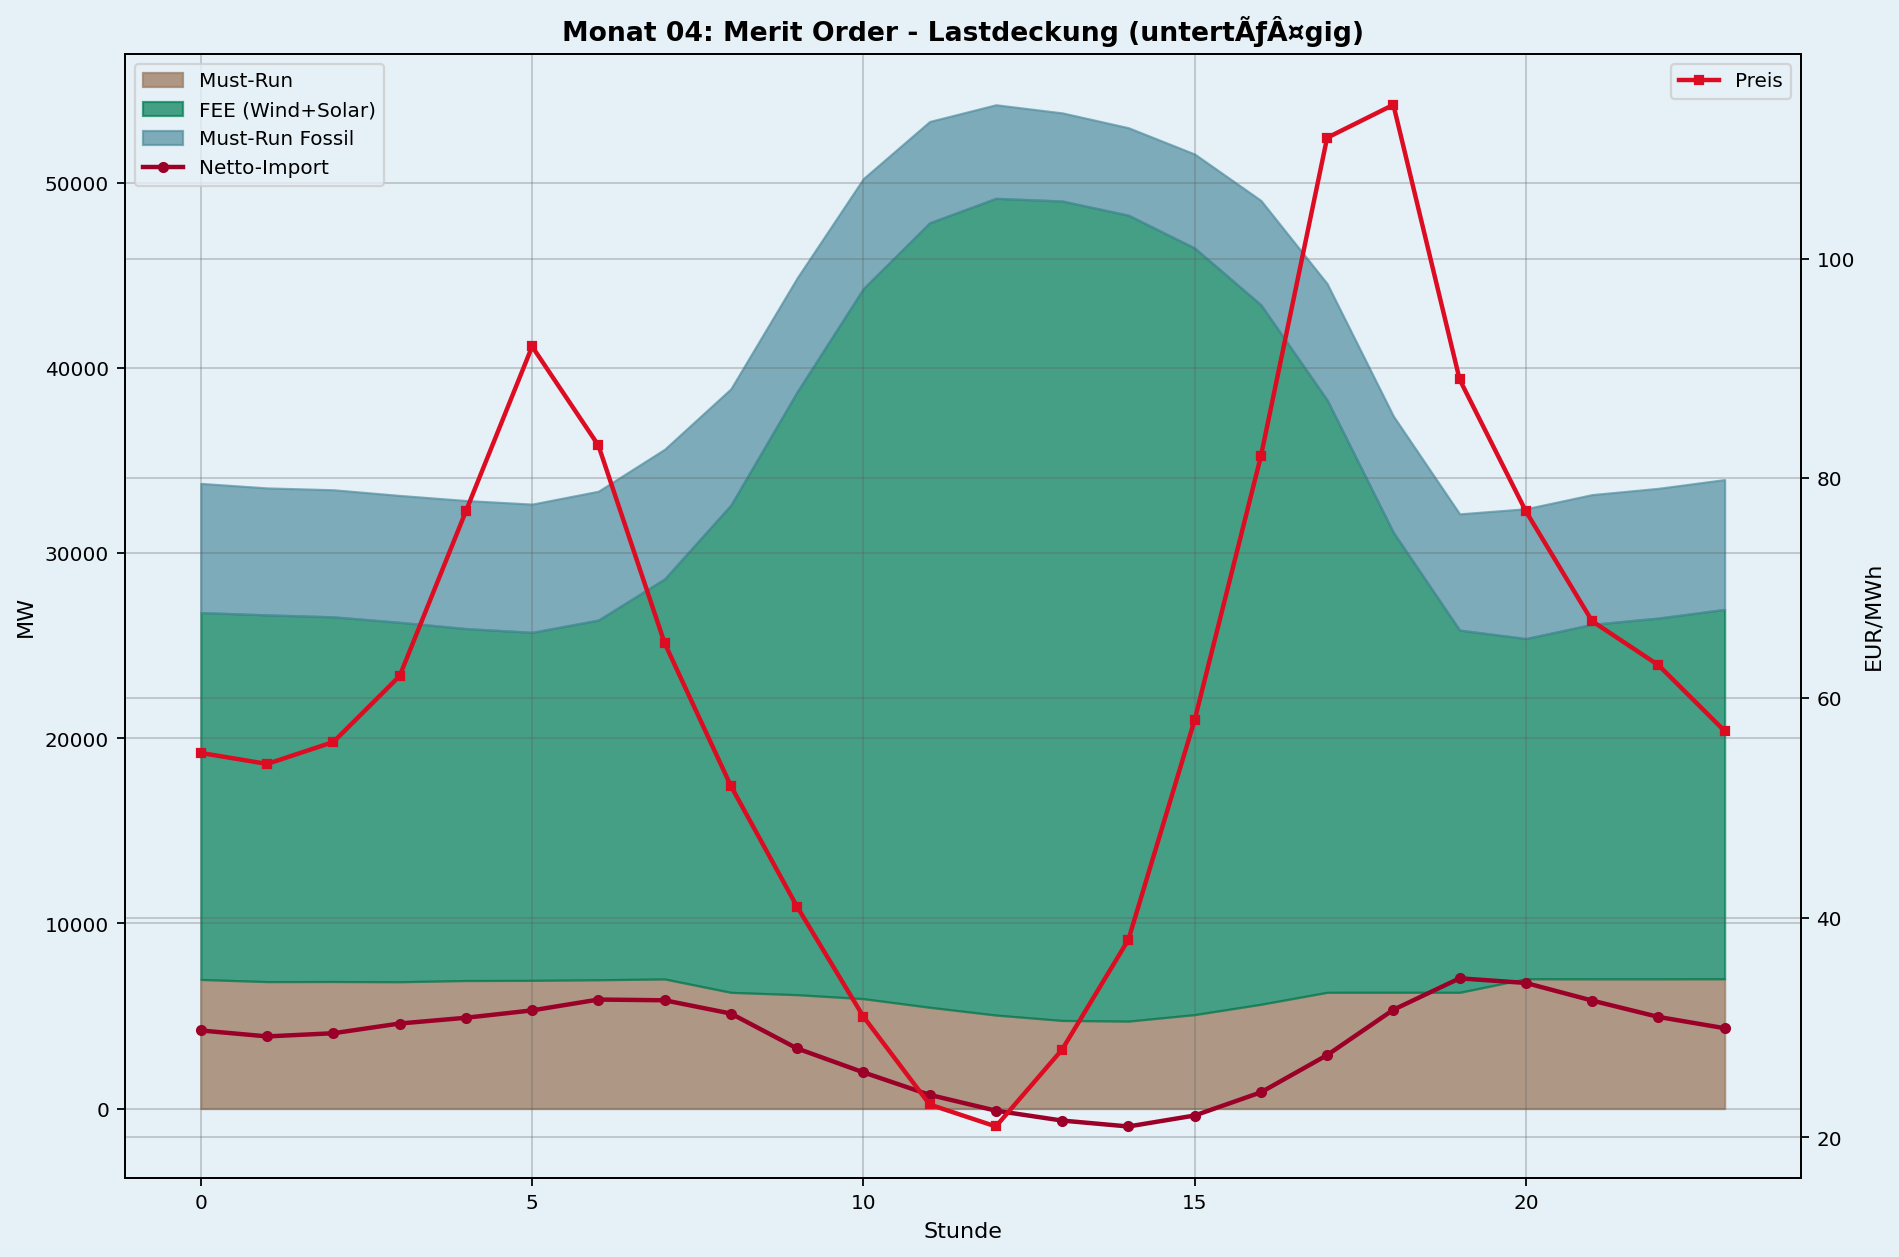 Monat 04: Merit Order - Lastdeckung (untertÃƒÂ¤gig)
Must-Run
FEE (Wind+Solar)
Must-Run Fossil
Netto-Import
Preis
MW
50000
40000
30000
20000
10000
0
100
80
60
40
20
EUR/MWh
0
5
10
15
20
Stunde